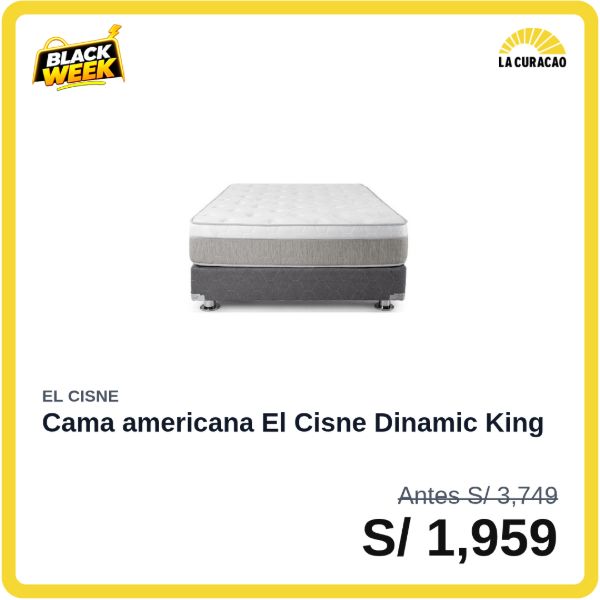 BLACK
WEEK
LA CURACAO
EL CISNE
Cama americana El Cisne Dinamic King
Antes S/ 3,749
S/ 1,959